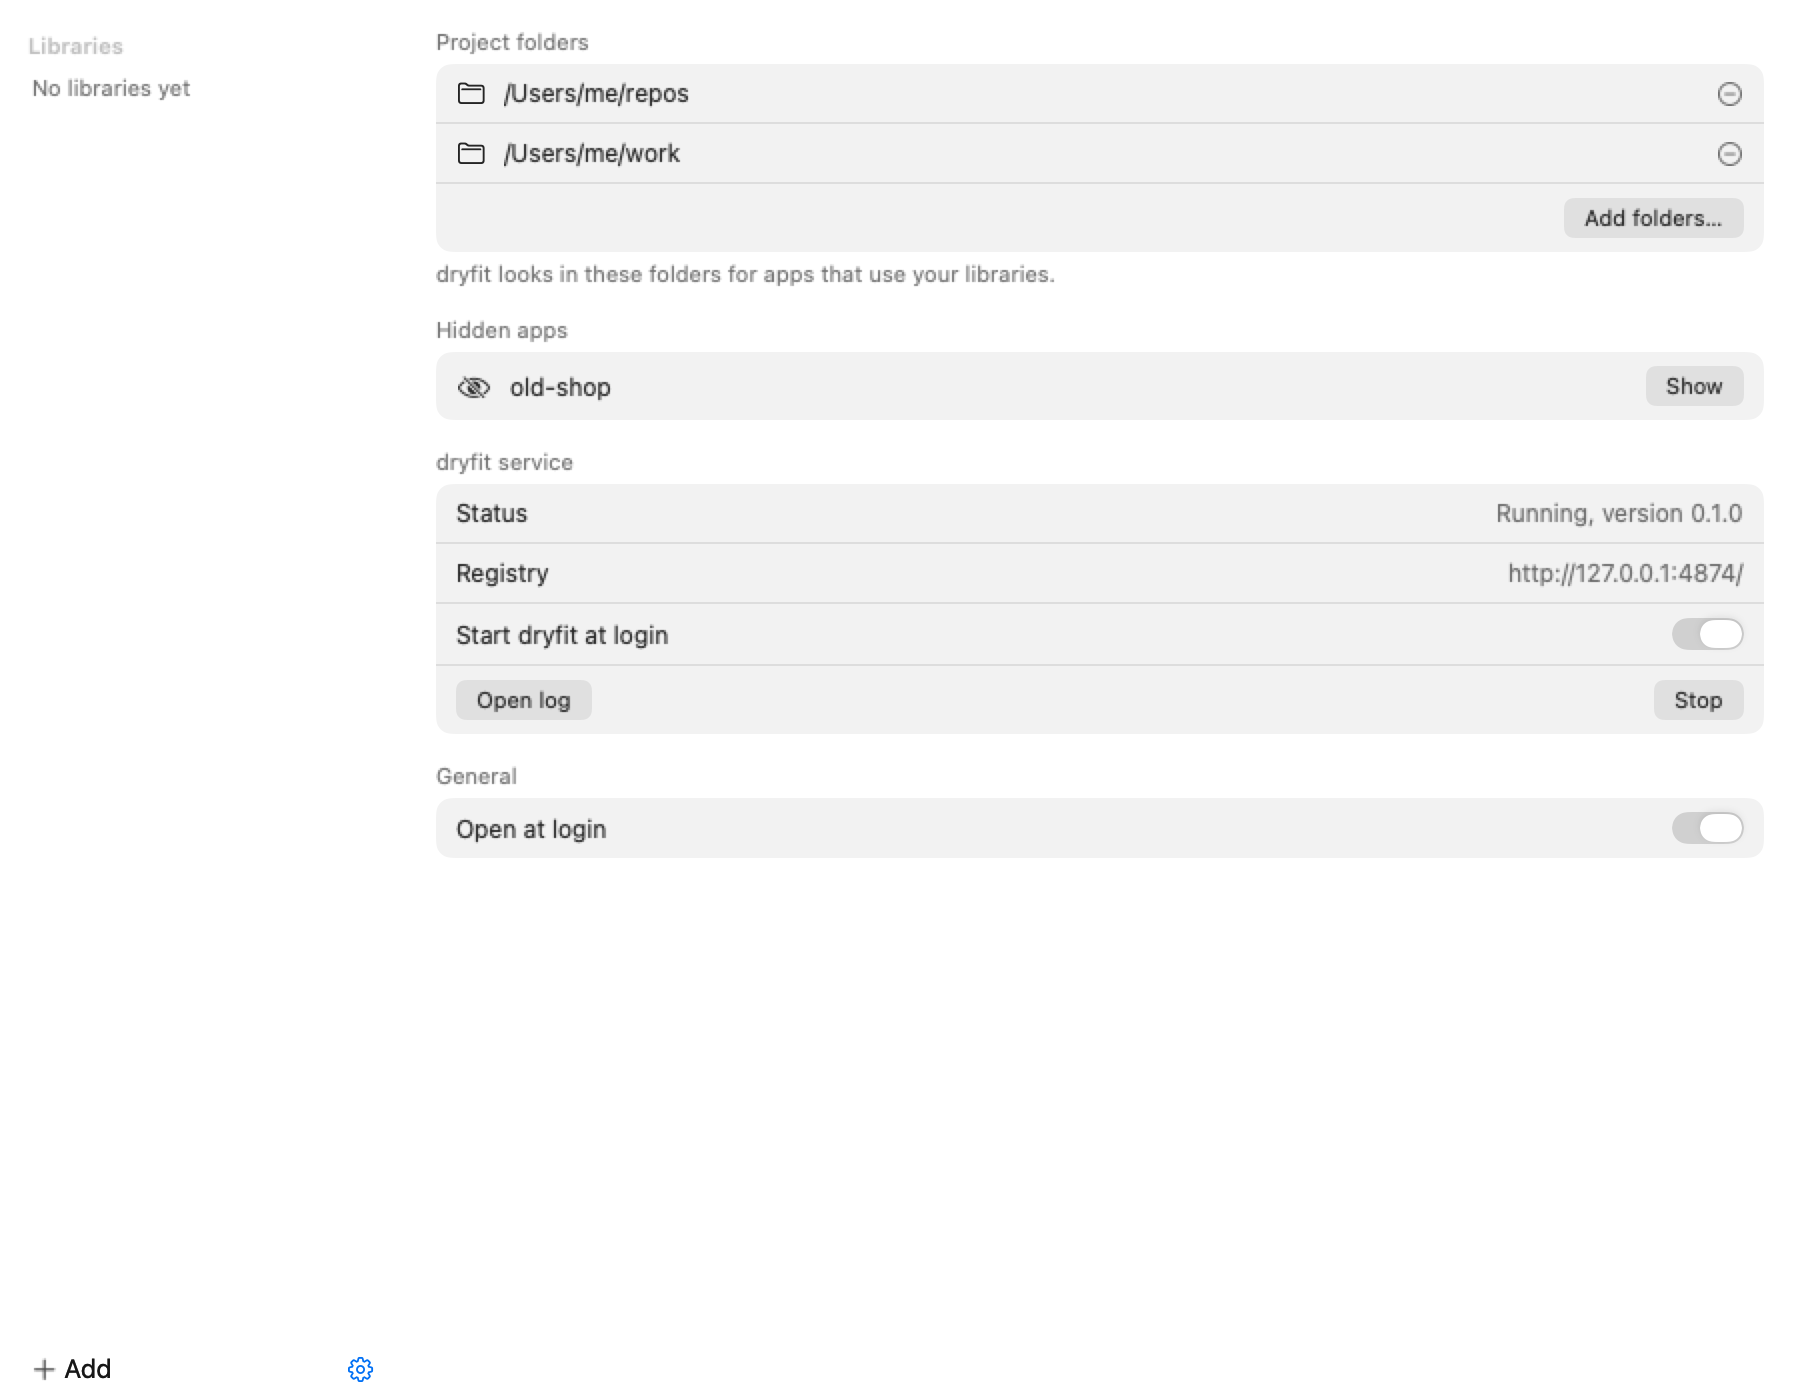 Libraries
No libraries yet
Project folders
/Users/me/repos
/Users/me/work
Add folders...
dryfit looks in these folders for apps that use your libraries.
Hidden apps
old-shop
Show
dryfit service
Status
Running, version 0.1.0
Registry
http://127.0.0.1:4874/
Start dryfit at login
Open log
Stop
General
Open at login
Add